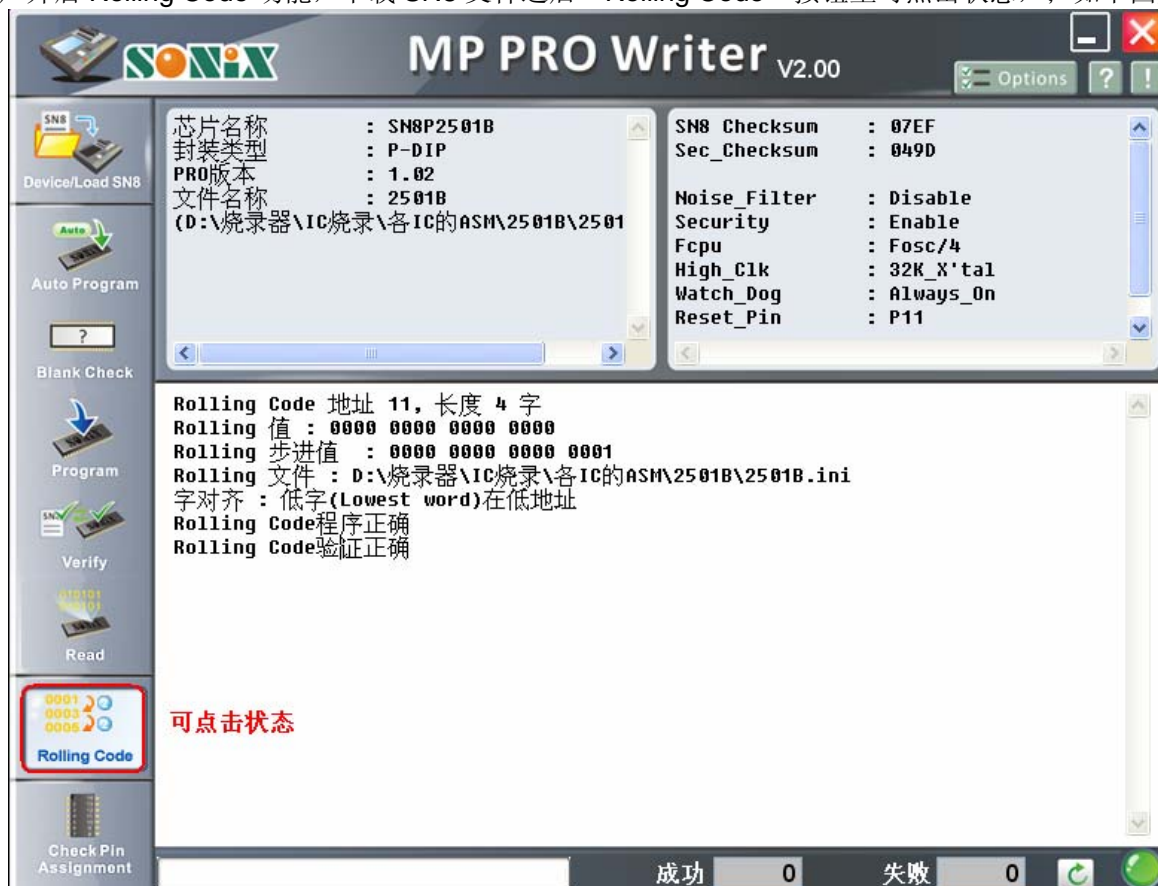 开启 Rolling Code 功能，下载 SN8 文件之后“Rolling Code”按钮呈可点击状态，如下图
SONiX
MP PRO Writer V2.00
Options ? !
SN8
Device/Load SN8
Auto
Auto Program
?
Blank Check
Program
Verify
Read
0001
0003
0005
Rolling Code
Check Pin
Assignment
芯片名称 : SN8P2501B
封装类型 : P-DIP
PRO版本 : 1.02
文件名称 : 2501B
(D:\烧录器\IC烧录\各IC的ASM\2501B\2501
SN8 Checksum : 07EF
Sec_Checksum : 049D
Noise_Filter : Disable
Security : Enable
Fcpu : Fosc/4
High_Clk : 32K_X'tal
Watch_Dog : Always_On
Reset_Pin : P11
Rolling Code 地址 11, 长度 4 字
Rolling 值 : 0000 0000 0000 0000
Rolling 步进值 : 0000 0000 0000 0001
Rolling 文件 : D:\烧录器\IC烧录\各IC的ASM\2501B\2501B.ini
字对齐 : 低字(Lowest word)在低地址
Rolling Code程序正确
Rolling Code验证正确
可点击状态
成功 0 失败 0